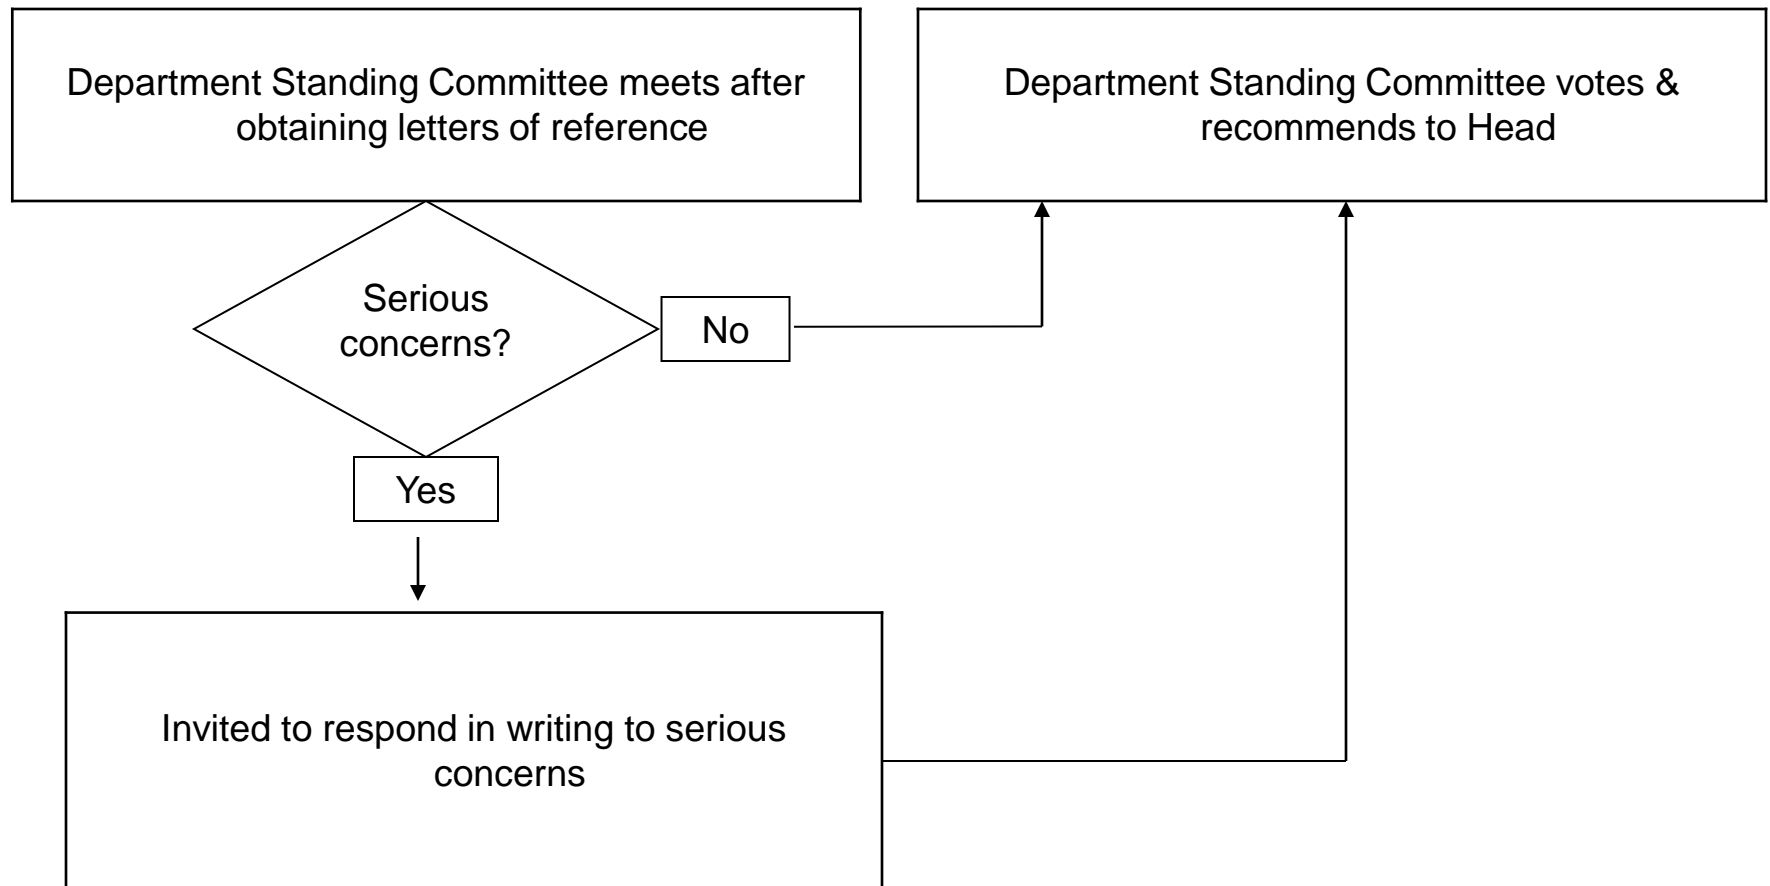 Department Standing Committee meets after
obtaining letters of reference
Department Standing Committee votes &
recommends to Head
Serious
concerns?
No
Yes
Invited to respond in writing to serious
concerns